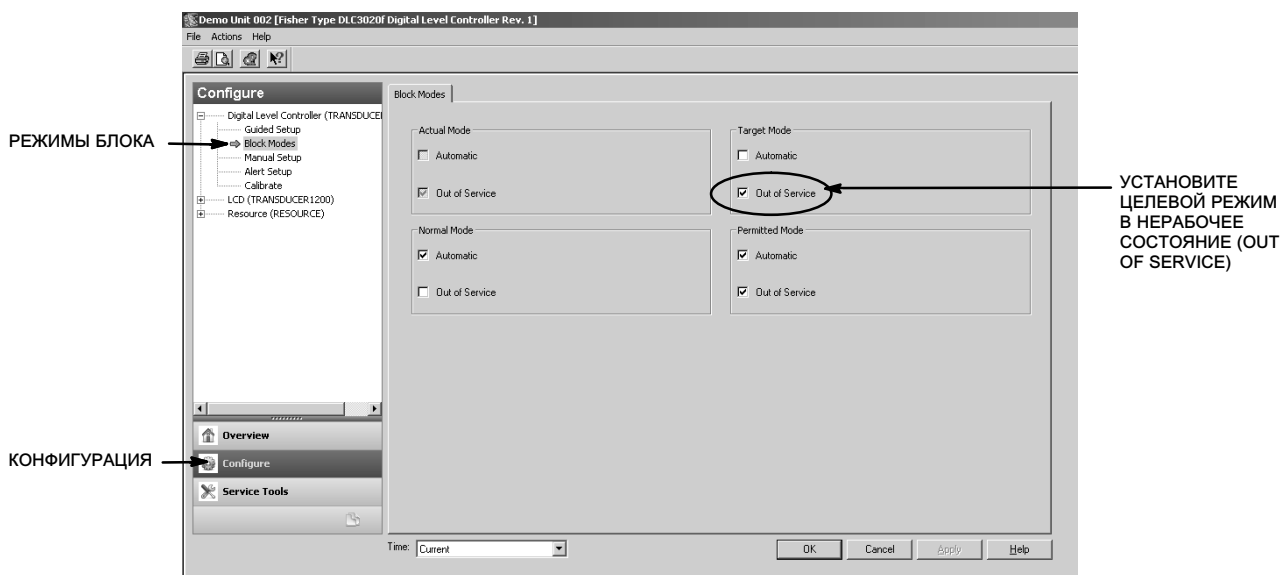 Demo Unit 002 [Fisher Type DLC3020f Digital Level Controller Rev. 1]
File Actions Help
Configure
Digital Level Controller (TRANSDUCE
Guided Setup
Block Modes
Manual Setup
Alert Setup
Calibrate
LCD (TRANSDUCER1200)
Resource (RESOURCE)
Overview
Configure
Service Tools
Block Modes
Actual Mode
Automatic
Out of Service
Target Mode
Automatic
Out of Service
Normal Mode
Automatic
Out of Service
Permitted Mode
Automatic
Out of Service
Time: Current
OK Cancel Apply Help
РЕЖИМЫ БЛОКА
КОНФИГУРАЦИЯ
УСТАНОВИТЕ
ЦЕЛЕВОЙ РЕЖИМ
В НЕРАБОЧЕЕ
СОСТОЯНИЕ (OUT
OF SERVICE)